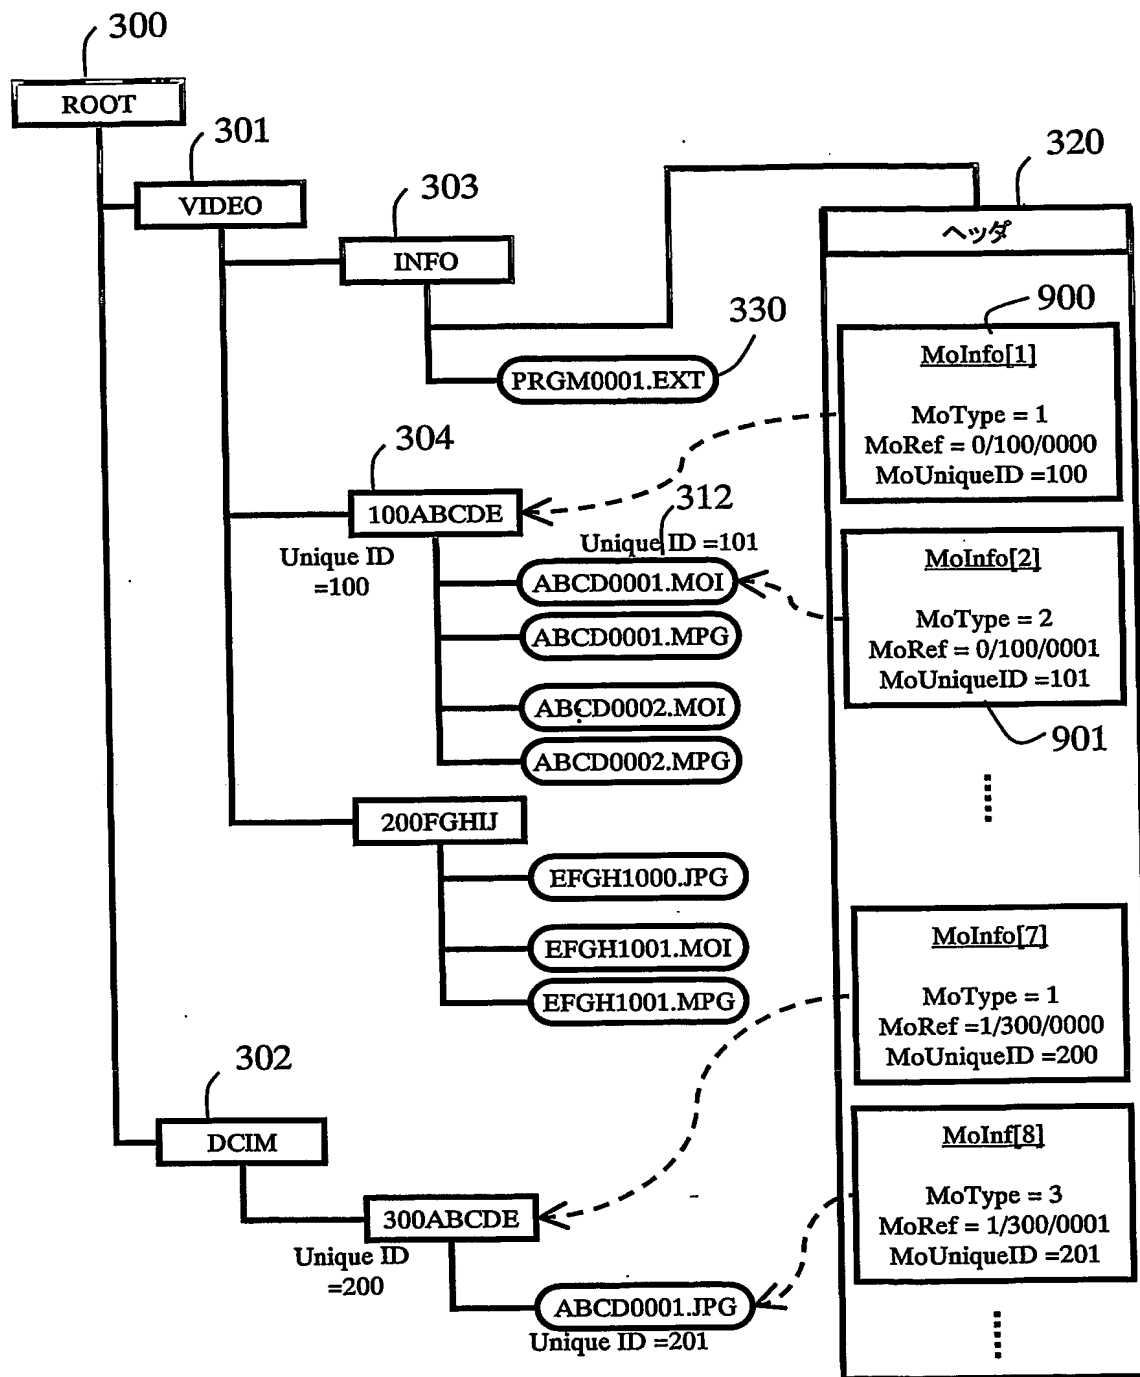 300
ROOT
301
VIDEO
303
INFO
330
PRGM0001.EXT
304
100ABCDE
Unique ID
=100
312
Unique ID =101
ABCD0001.MOI
ABCD0001.MPG
ABCD0002.MOI
ABCD0002.MPG
200FGHIJ
EFGH1000.JPG
EFGH1001.MOI
EFGH1001.MPG
302
DCIM
300ABCDE
Unique ID
=200
ABCD0001.JPG
Unique ID =201
320
ヘッダ
900
MoInfo[1]
MoType = 1
MoRef = 0/100/0000
MoUniqueID =100
MoInfo[2]
MoType = 2
MoRef = 0/100/0001
MoUniqueID =101
901
MoInfo[7]
MoType = 1
MoRef =1/300/0000
MoUniqueID =200
MoInf[8]
MoType = 3
MoRef = 1/300/0001
MoUniqueID =201